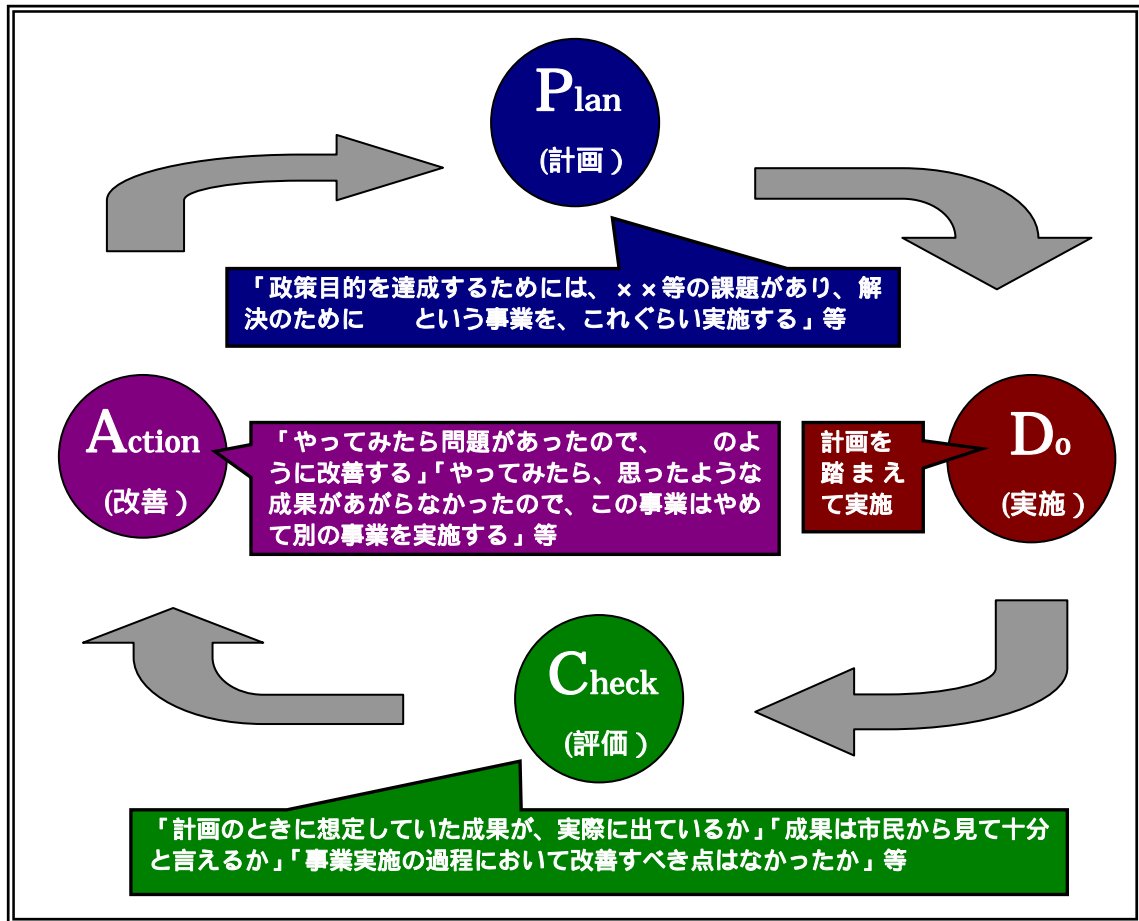 Plan
(計画)
「政策目的を達成するためには、××等の課題があり、解
決のために　　という事業を、これぐらい実施する」等
Action
(改善)
「やってみたら問題があったので、　　のよ
うに改善する」「やってみたら、思ったような
成果があがらなかったので、この事業はやめ
て別の事業を実施する」等
計画を
踏まえ
て実施
Do
(実施)
Check
(評価)
「計画のときに想定していた成果が、実際に出ているか」「成果は市民から見て十分
と言えるか」「事業実施の過程において改善すべき点はなかったか」等